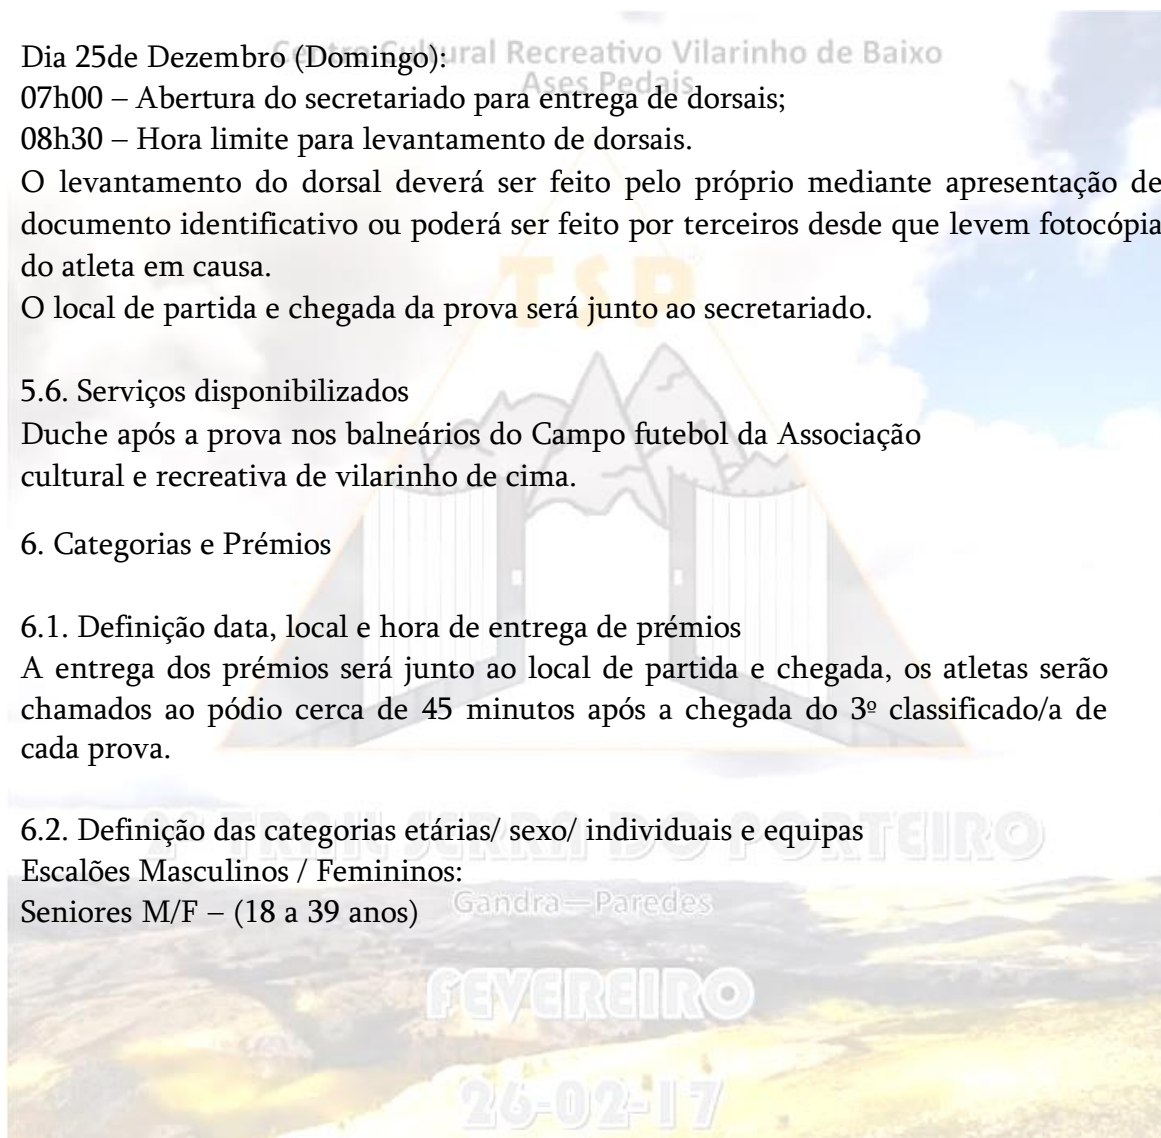 Centro Cultural Recreativo Vilarinho de Baixo
Ases Pedais
Dia 25de Dezembro (Domingo):
07h00 – Abertura do secretariado para entrega de dorsais;
08h30 – Hora limite para levantamento de dorsais.
O levantamento do dorsal deverá ser feito pelo próprio mediante apresentação de
documento identificativo ou poderá ser feito por terceiros desde que levem fotocópia
do atleta em causa.
TSP
O local de partida e chegada da prova será junto ao secretariado.
5.6. Serviços disponibilizados
Duche após a prova nos balneários do Campo futebol da Associação
cultural e recreativa de vilarinho de cima.
6. Categorias e Prémios
6.1. Definição data, local e hora de entrega de prémios
A entrega dos prémios será junto ao local de partida e chegada, os atletas serão
chamados ao pódio cerca de 45 minutos após a chegada do 3º classificado/a de
cada prova.
TRAIL SERRA DO PORTEIRO
6.2. Definição das categorias etárias/ sexo/ individuais e equipas
Escalões Masculinos / Femininos:
Seniores M/F – (18 a 39 anos)
Gandra—Paredes
FEVEREIRO
26-02-17